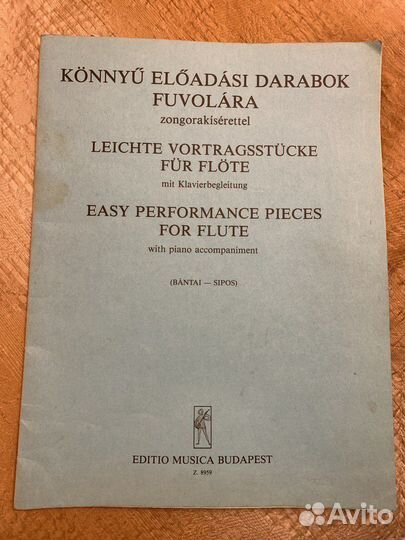 KÖNNYŰ ELŐADÁSI DARABOK
FUVOLÁRA
zongorakísérettel
LEICHTE VORTRAGSSTÜCKE
FÜR FLÖTE
mit Klavierbegleitung
EASY PERFORMANCE PIECES
FOR FLUTE
with piano accompaniment
(BÁNTAI — SIPOS)
EDITIO MUSICA BUDAPEST
Z. 8959
Avito